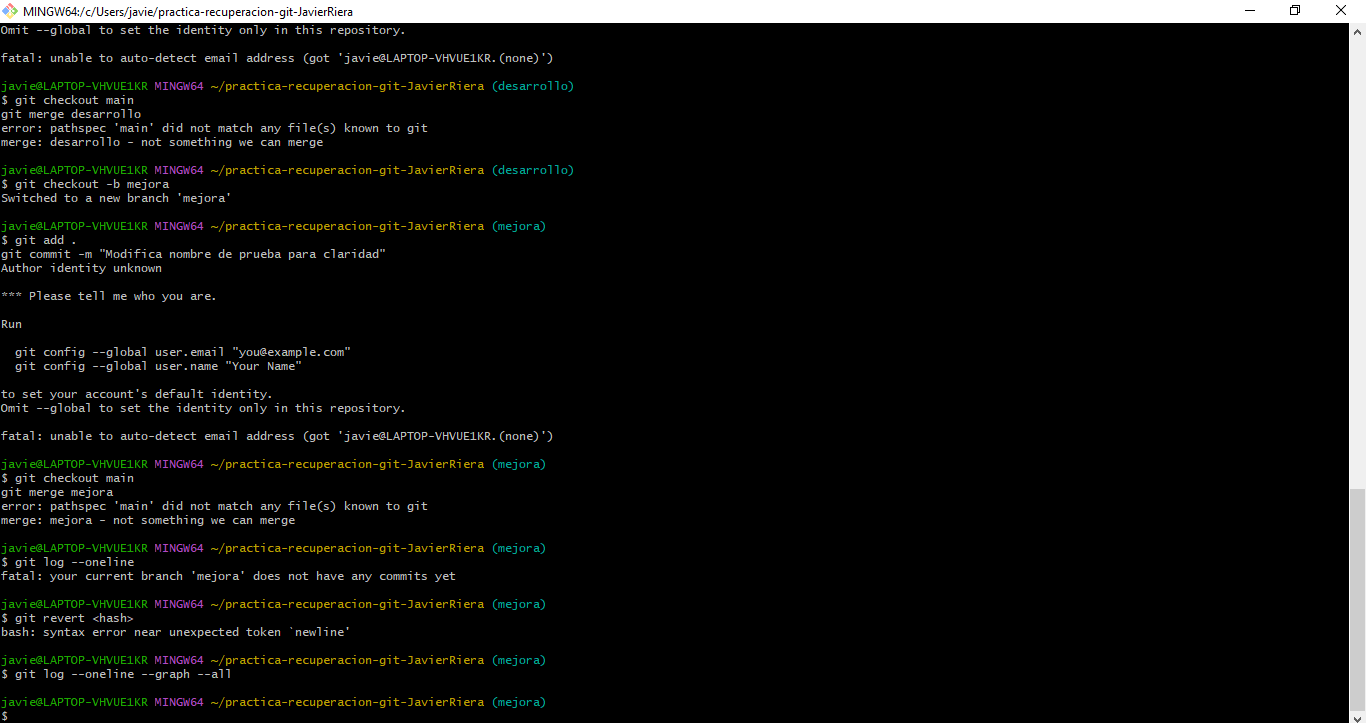 MINGW64:/c/Users/javie/practica-recuperacion-git-JavierRiera
Omit --global to set the identity only in this repository.
fatal: unable to auto-detect email address (got 'javie@LAPTOP-VHVUE1KR.(none)')
javie@LAPTOP-VHVUE1KR MINGW64 ~/practica-recuperacion-git-JavierRiera (desarrollo)
$ git checkout main
git merge desarrollo
error: pathspec 'main' did not match any file(s) known to git
merge: desarrollo - not something we can merge
javie@LAPTOP-VHVUE1KR MINGW64 ~/practica-recuperacion-git-JavierRiera (desarrollo)
$ git checkout -b mejora
Switched to a new branch 'mejora'
javie@LAPTOP-VHVUE1KR MINGW64 ~/practica-recuperacion-git-JavierRiera (mejora)
$ git add .
git commit -m "Modifica nombre de prueba para claridad"
Author identity unknown
*** Please tell me who you are.
Run
  git config --global user.email "you@example.com"
  git config --global user.name "Your Name"
to set your account's default identity.
Omit --global to set the identity only in this repository.
fatal: unable to auto-detect email address (got 'javie@LAPTOP-VHVUE1KR.(none)')
javie@LAPTOP-VHVUE1KR MINGW64 ~/practica-recuperacion-git-JavierRiera (mejora)
$ git checkout main
git merge mejora
error: pathspec 'main' did not match any file(s) known to git
merge: mejora - not something we can merge
javie@LAPTOP-VHVUE1KR MINGW64 ~/practica-recuperacion-git-JavierRiera (mejora)
$ git log --oneline
fatal: your current branch 'mejora' does not have any commits yet
javie@LAPTOP-VHVUE1KR MINGW64 ~/practica-recuperacion-git-JavierRiera (mejora)
$ git revert <hash>
bash: syntax error near unexpected token `newline'
javie@LAPTOP-VHVUE1KR MINGW64 ~/practica-recuperacion-git-JavierRiera (mejora)
$ git log --oneline --graph --all
javie@LAPTOP-VHVUE1KR MINGW64 ~/practica-recuperacion-git-JavierRiera (mejora)
$